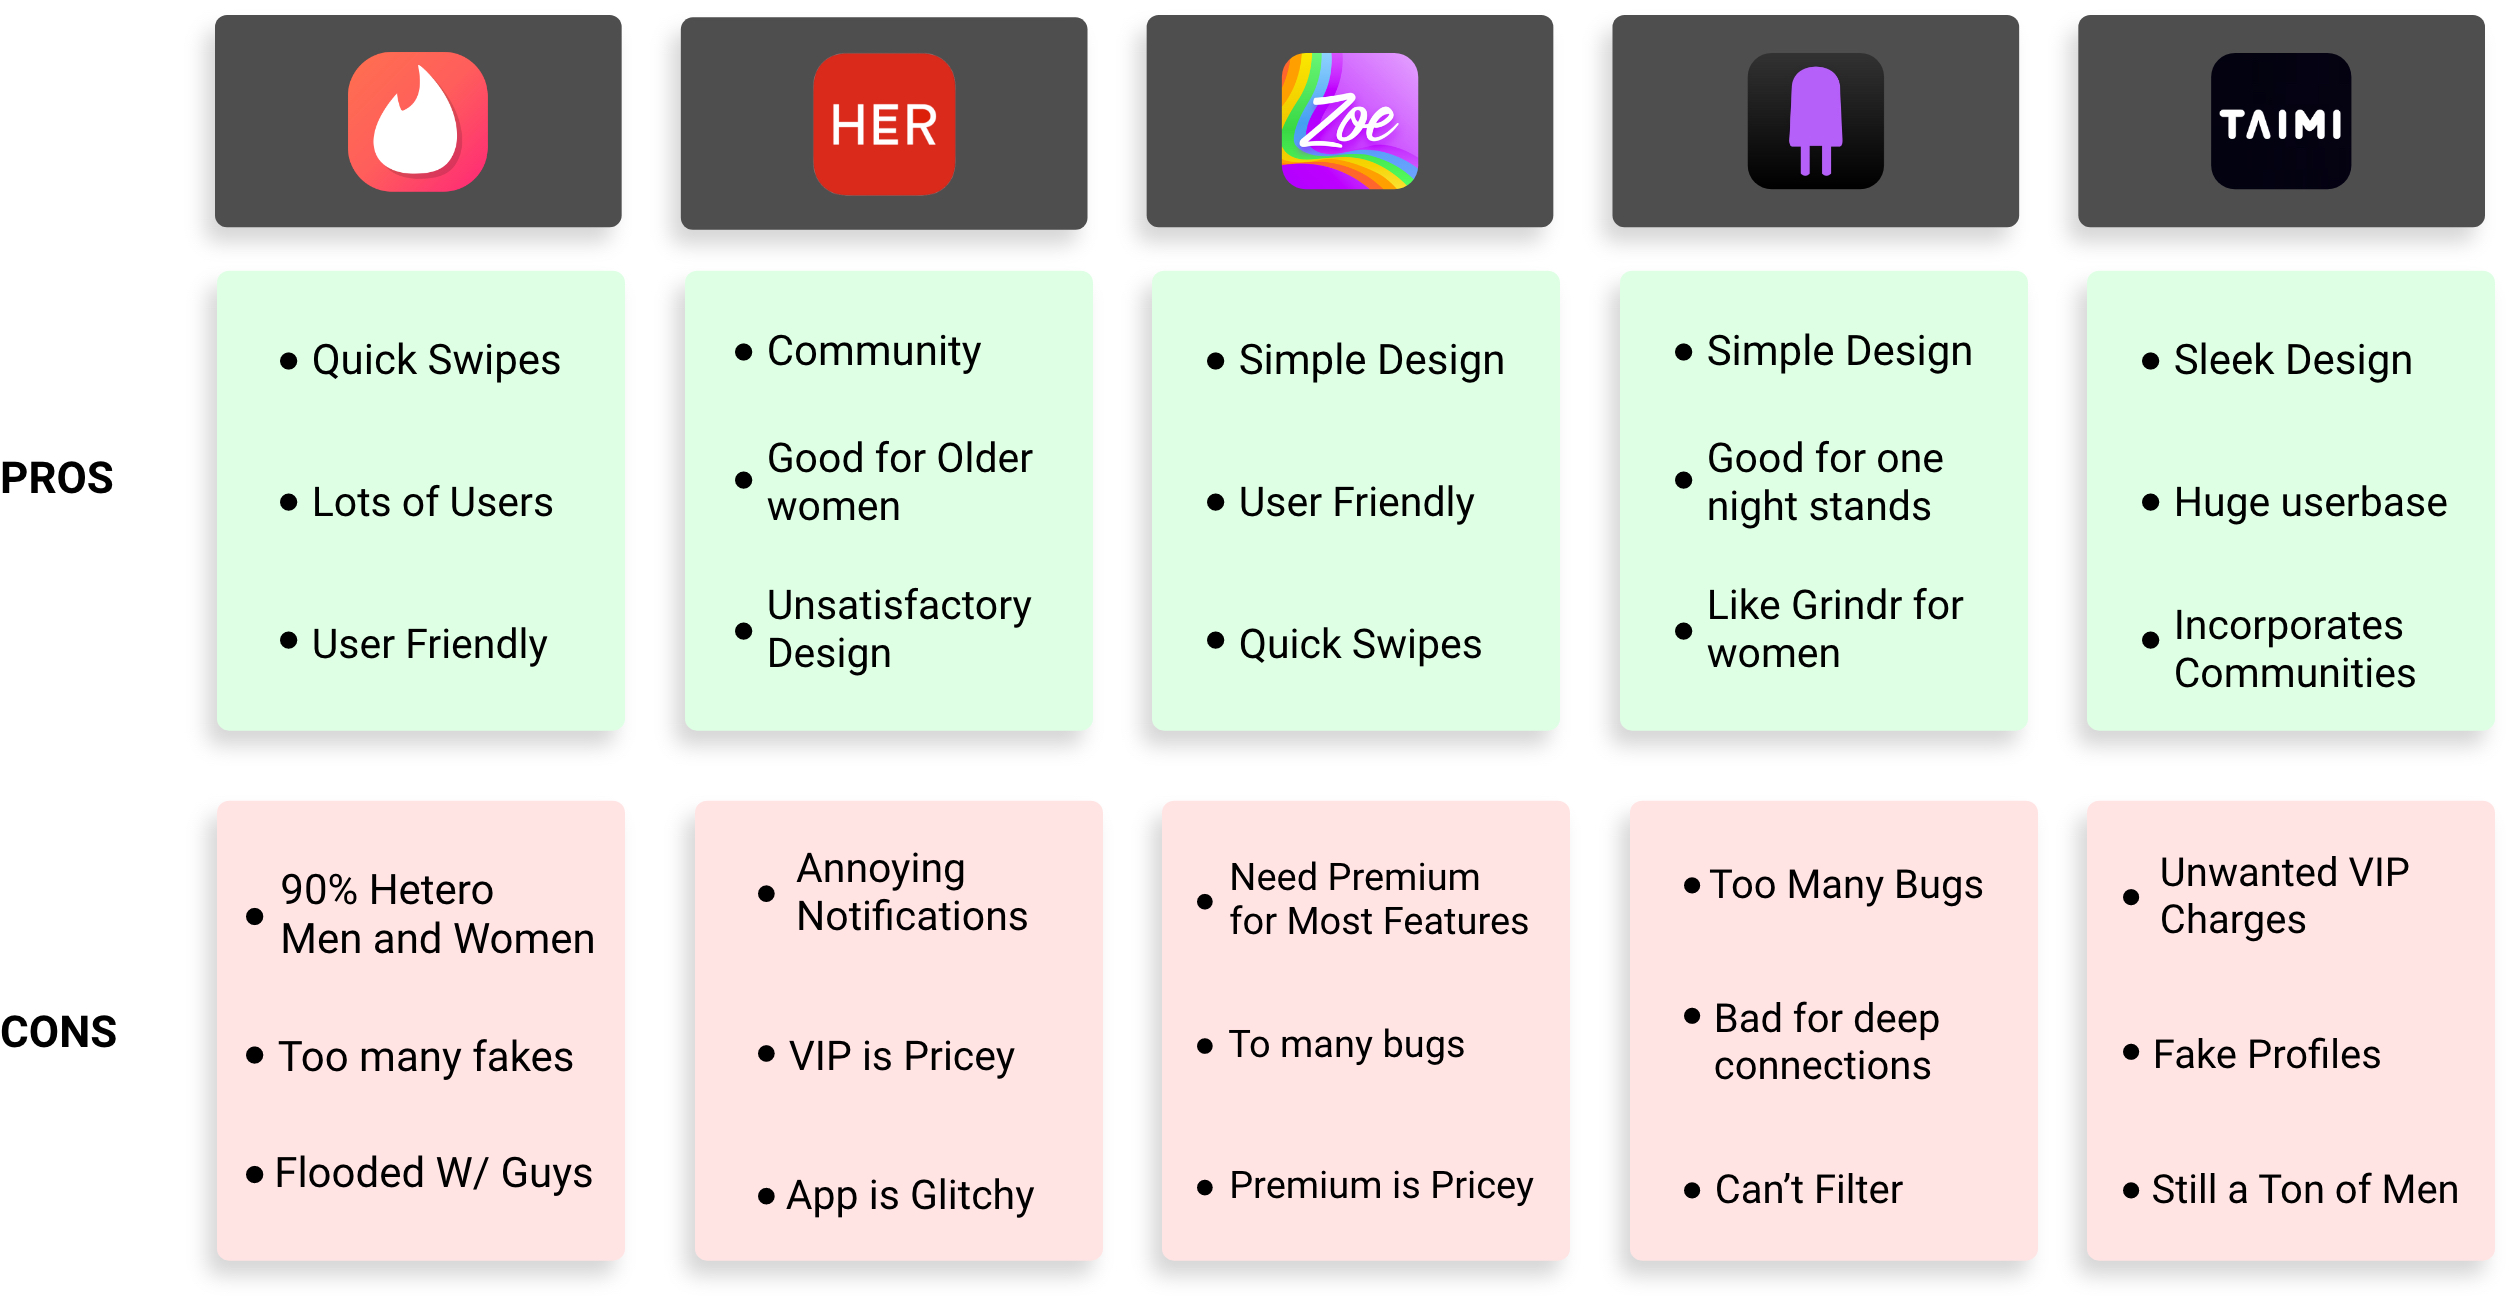 HER
Zoe
TAIMI
PROS
Quick Swipes
Lots of Users
User Friendly
Community
Good for Older
women
Unsatisfactory
Design
Simple Design
User Friendly
Quick Swipes
Simple Design
Good for one
night stands
Like Grindr for
women
Sleek Design
Huge userbase
Incorporates
Communities
CONS
90% Hetero
Men and Women
Too many fakes
Flooded W/ Guys
Annoying
Notifications
VIP is Pricey
App is Glitchy
Need Premium
for Most Features
To many bugs
Premium is Pricey
Too Many Bugs
Bad for deep
connections
Can’t Filter
Unwanted VIP
Charges
Fake Profiles
Still a Ton of Men